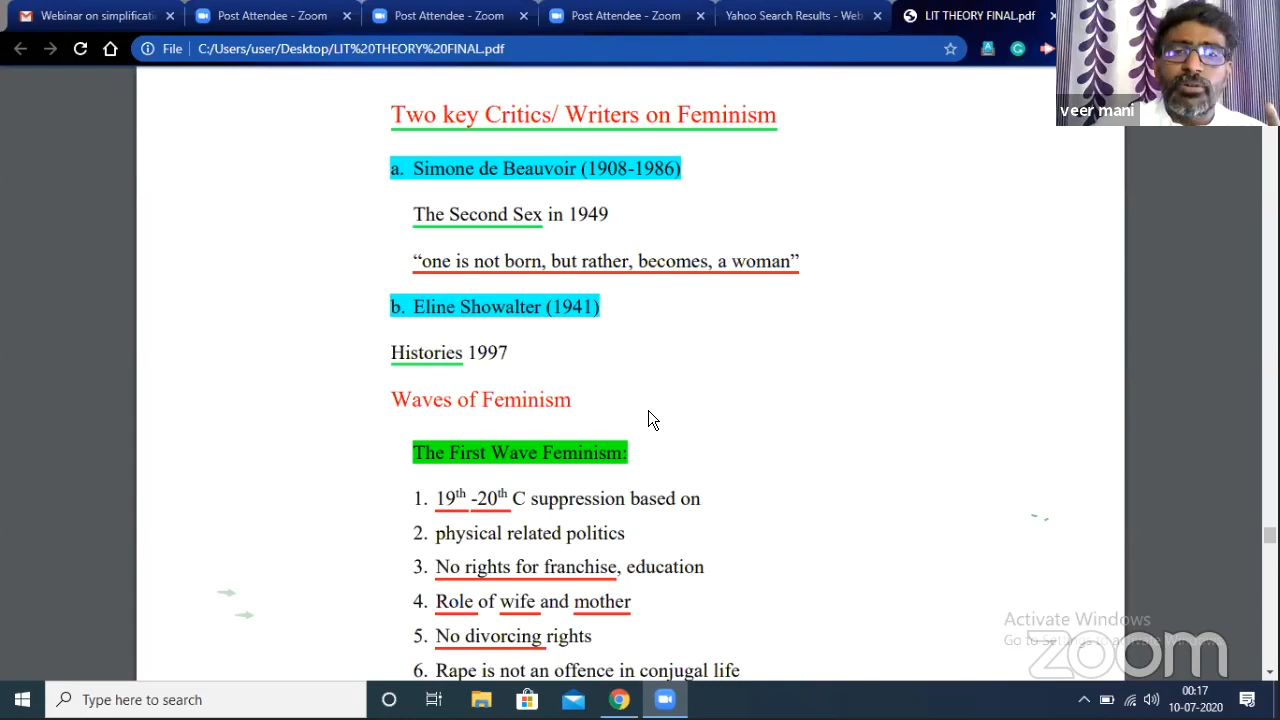 Webinar on simplificati
Post Attendee - Zoom
Post Attendee - Zoom
Post Attendee - Zoom
Yahoo Search Results - Web
LIT THEORY FINAL.pdf
File
C:/Users/user/Desktop/LIT%20THEORY%20FINAL.pdf
veer mani
Two key Critics/ Writers on Feminism
a. Simone de Beauvoir (1908-1986)
The Second Sex in 1949
“one is not born, but rather, becomes, a woman”
b. Eline Showalter (1941)
Histories 1997
Waves of Feminism
The First Wave Feminism:
1. 19th -20th C suppression based on
2. physical related politics
3. No rights for franchise, education
4. Role of wife and mother
5. No divorcing rights
6. Rape is not an offence in conjugal life
Activate Windows
Go to Settings to activate
zoom
Type here to search
00:17
10-07-2020